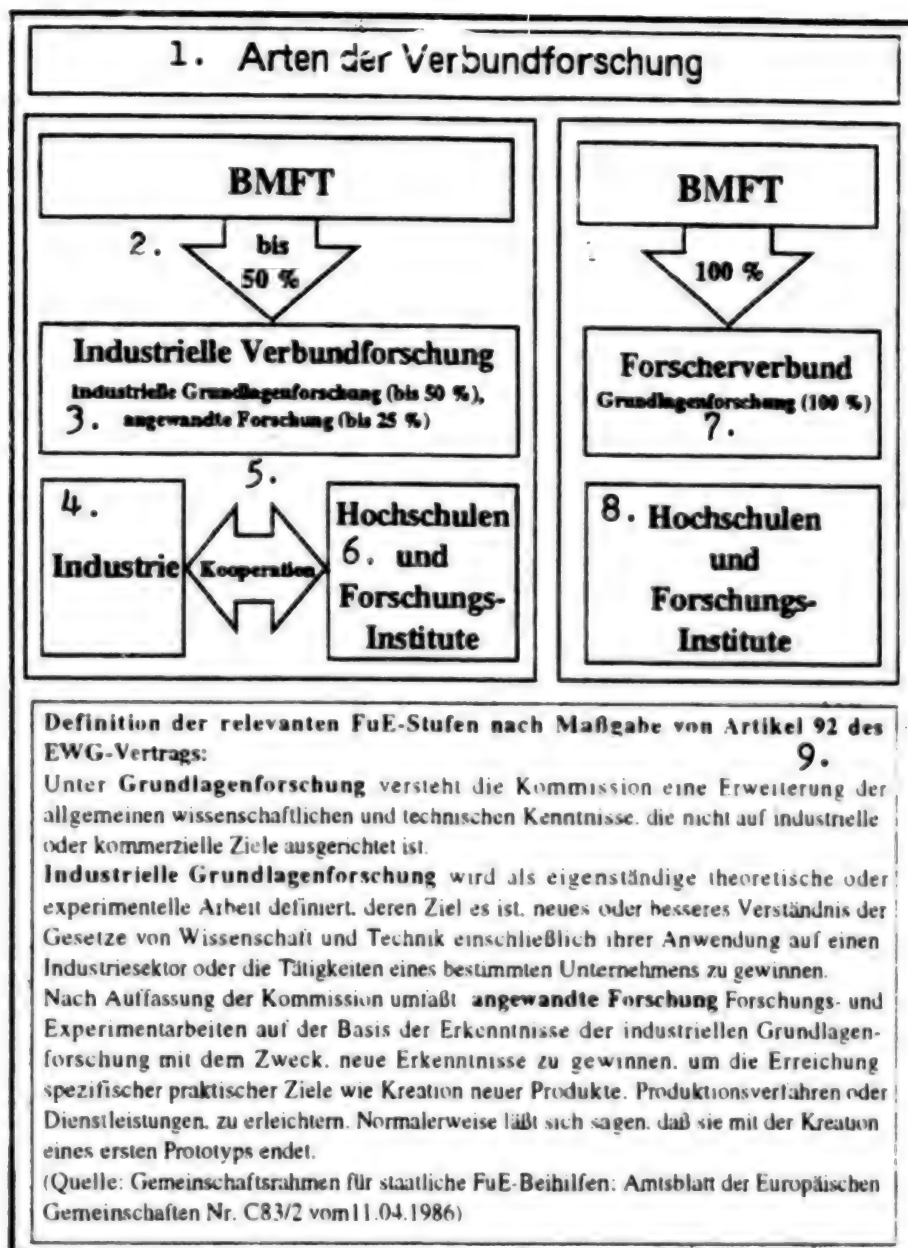 1. Arten der Verbundforschung
BMFT
2. bis
50 %
Industrielle Verbundforschung
Industrielle Grundlagenforschung (bis 50 %),
3. angewandte Forschung (bis 25 %)
4.
Industrie
5.
Kooperation
Hochschulen
6. und
Forschungs-
Institute
BMFT
100 %
Forscherverbund
Grundlagenforschung (100 %)
7.
8. Hochschulen
und
Forschungs-
Institute
Definition der relevanten FuE-Stufen nach Maßgabe von Artikel 92 des
EWG-Vertrags: 9.
Unter Grundlagenforschung versteht die Kommission eine Erweiterung der
allgemeinen wissenschaftlichen und technischen Kenntnisse, die nicht auf industrielle
oder kommerzielle Ziele ausgerichtet ist.
Industrielle Grundlagenforschung wird als eigenständige theoretische oder
experimentelle Arbeit definiert, deren Ziel es ist, neues oder besseres Verständnis der
Gesetze von Wissenschaft und Technik einschließlich ihrer Anwendung auf einen
Industriesektor oder die Tätigkeiten eines bestimmten Unternehmens zu gewinnen.
Nach Auffassung der Kommission umfaßt angewandte Forschung Forschungs- und
Experimentarbeiten auf der Basis der Erkenntnisse der industriellen Grundlagen-
forschung mit dem Zweck, neue Erkenntnisse zu gewinnen, um die Erreichung
spezifischer praktischer Ziele wie Kreation neuer Produkte, Produktionsverfahren oder
Dienstleistungen, zu erleichtern. Normalerweise läßt sich sagen, daß sie mit der Kreation
eines ersten Prototyps endet.
(Quelle: Gemeinschaftsrahmen für staatliche FuE-Beihilfen: Amtsblatt der Europäischen
Gemeinschaften Nr. C83/2 vom11.04.1986)